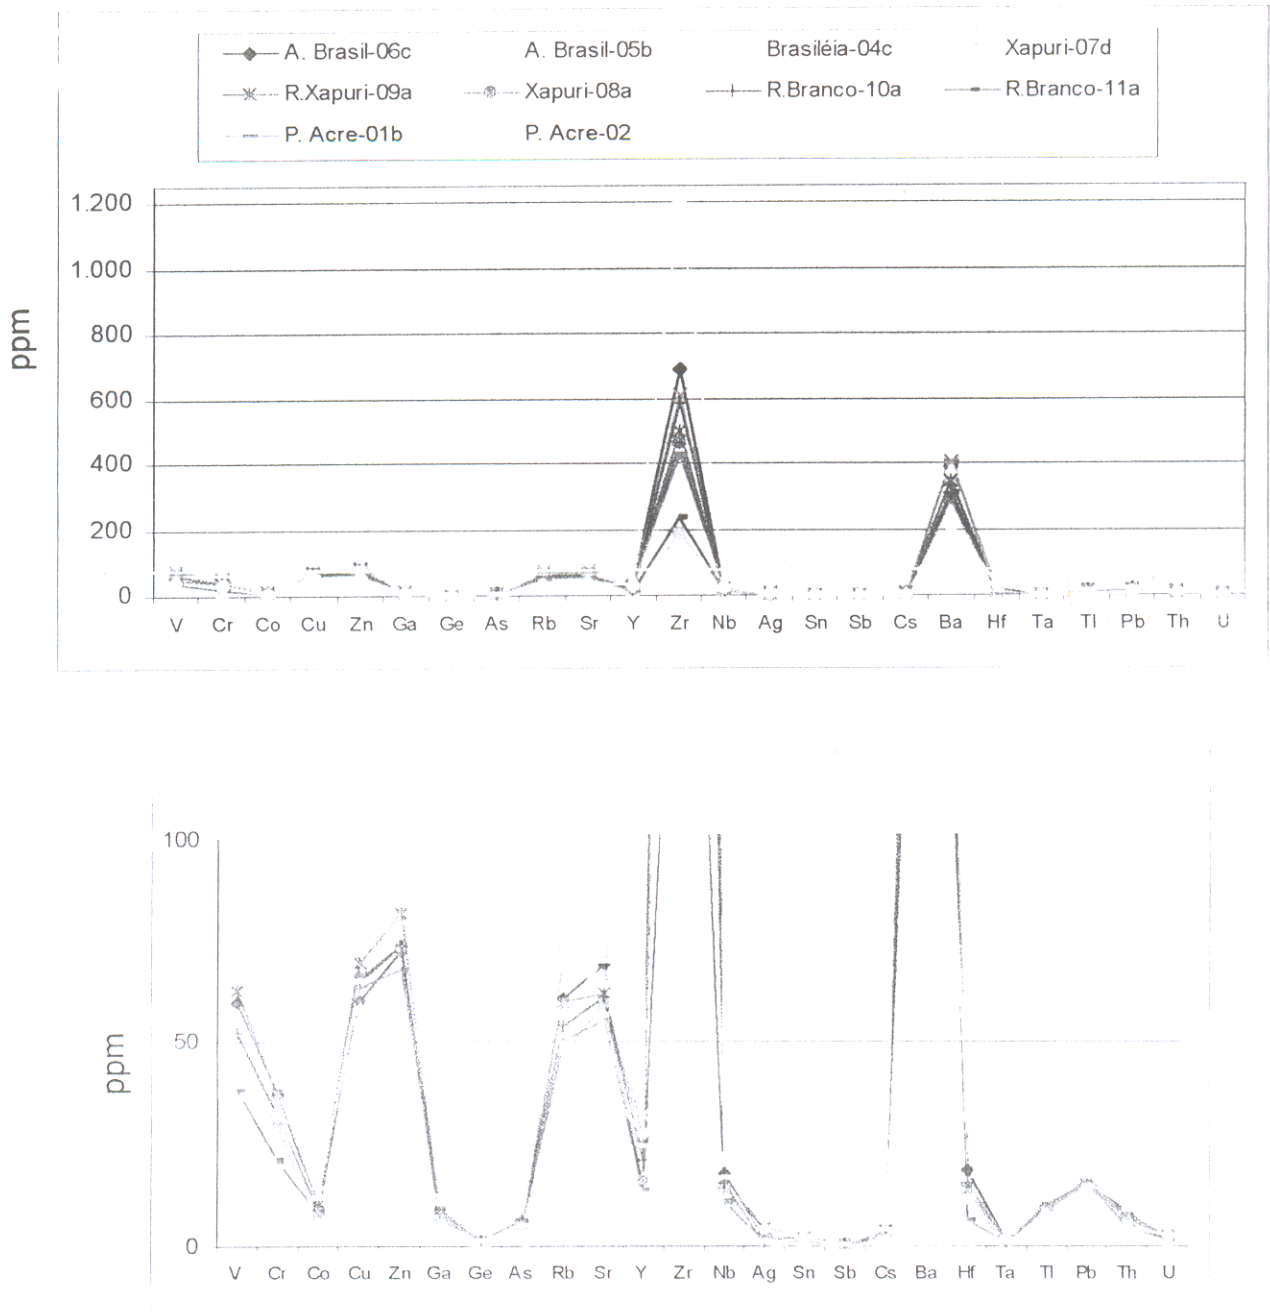 A. Brasil-06c A. Brasil-05b Brasiléia-04c Xapuri-07d
R.Xapuri-09a Xapuri-08a R.Branco-10a R.Branco-11a
P. Acre-01b P. Acre-02
1.200
1.000
800
600
400
200
0
ppm
V Cr Co Cu Zn Ga Ge As Rb Sr Y Zr Nb Ag Sn Sb Cs Ba Hf Ta Tl Pb Th U
100
50
0
ppm
V Cr Co Cu Zn Ga Ge As Rb Sr Y Zr Nb Ag Sn Sb Cs Ba Hf Ta Tl Pb Th U